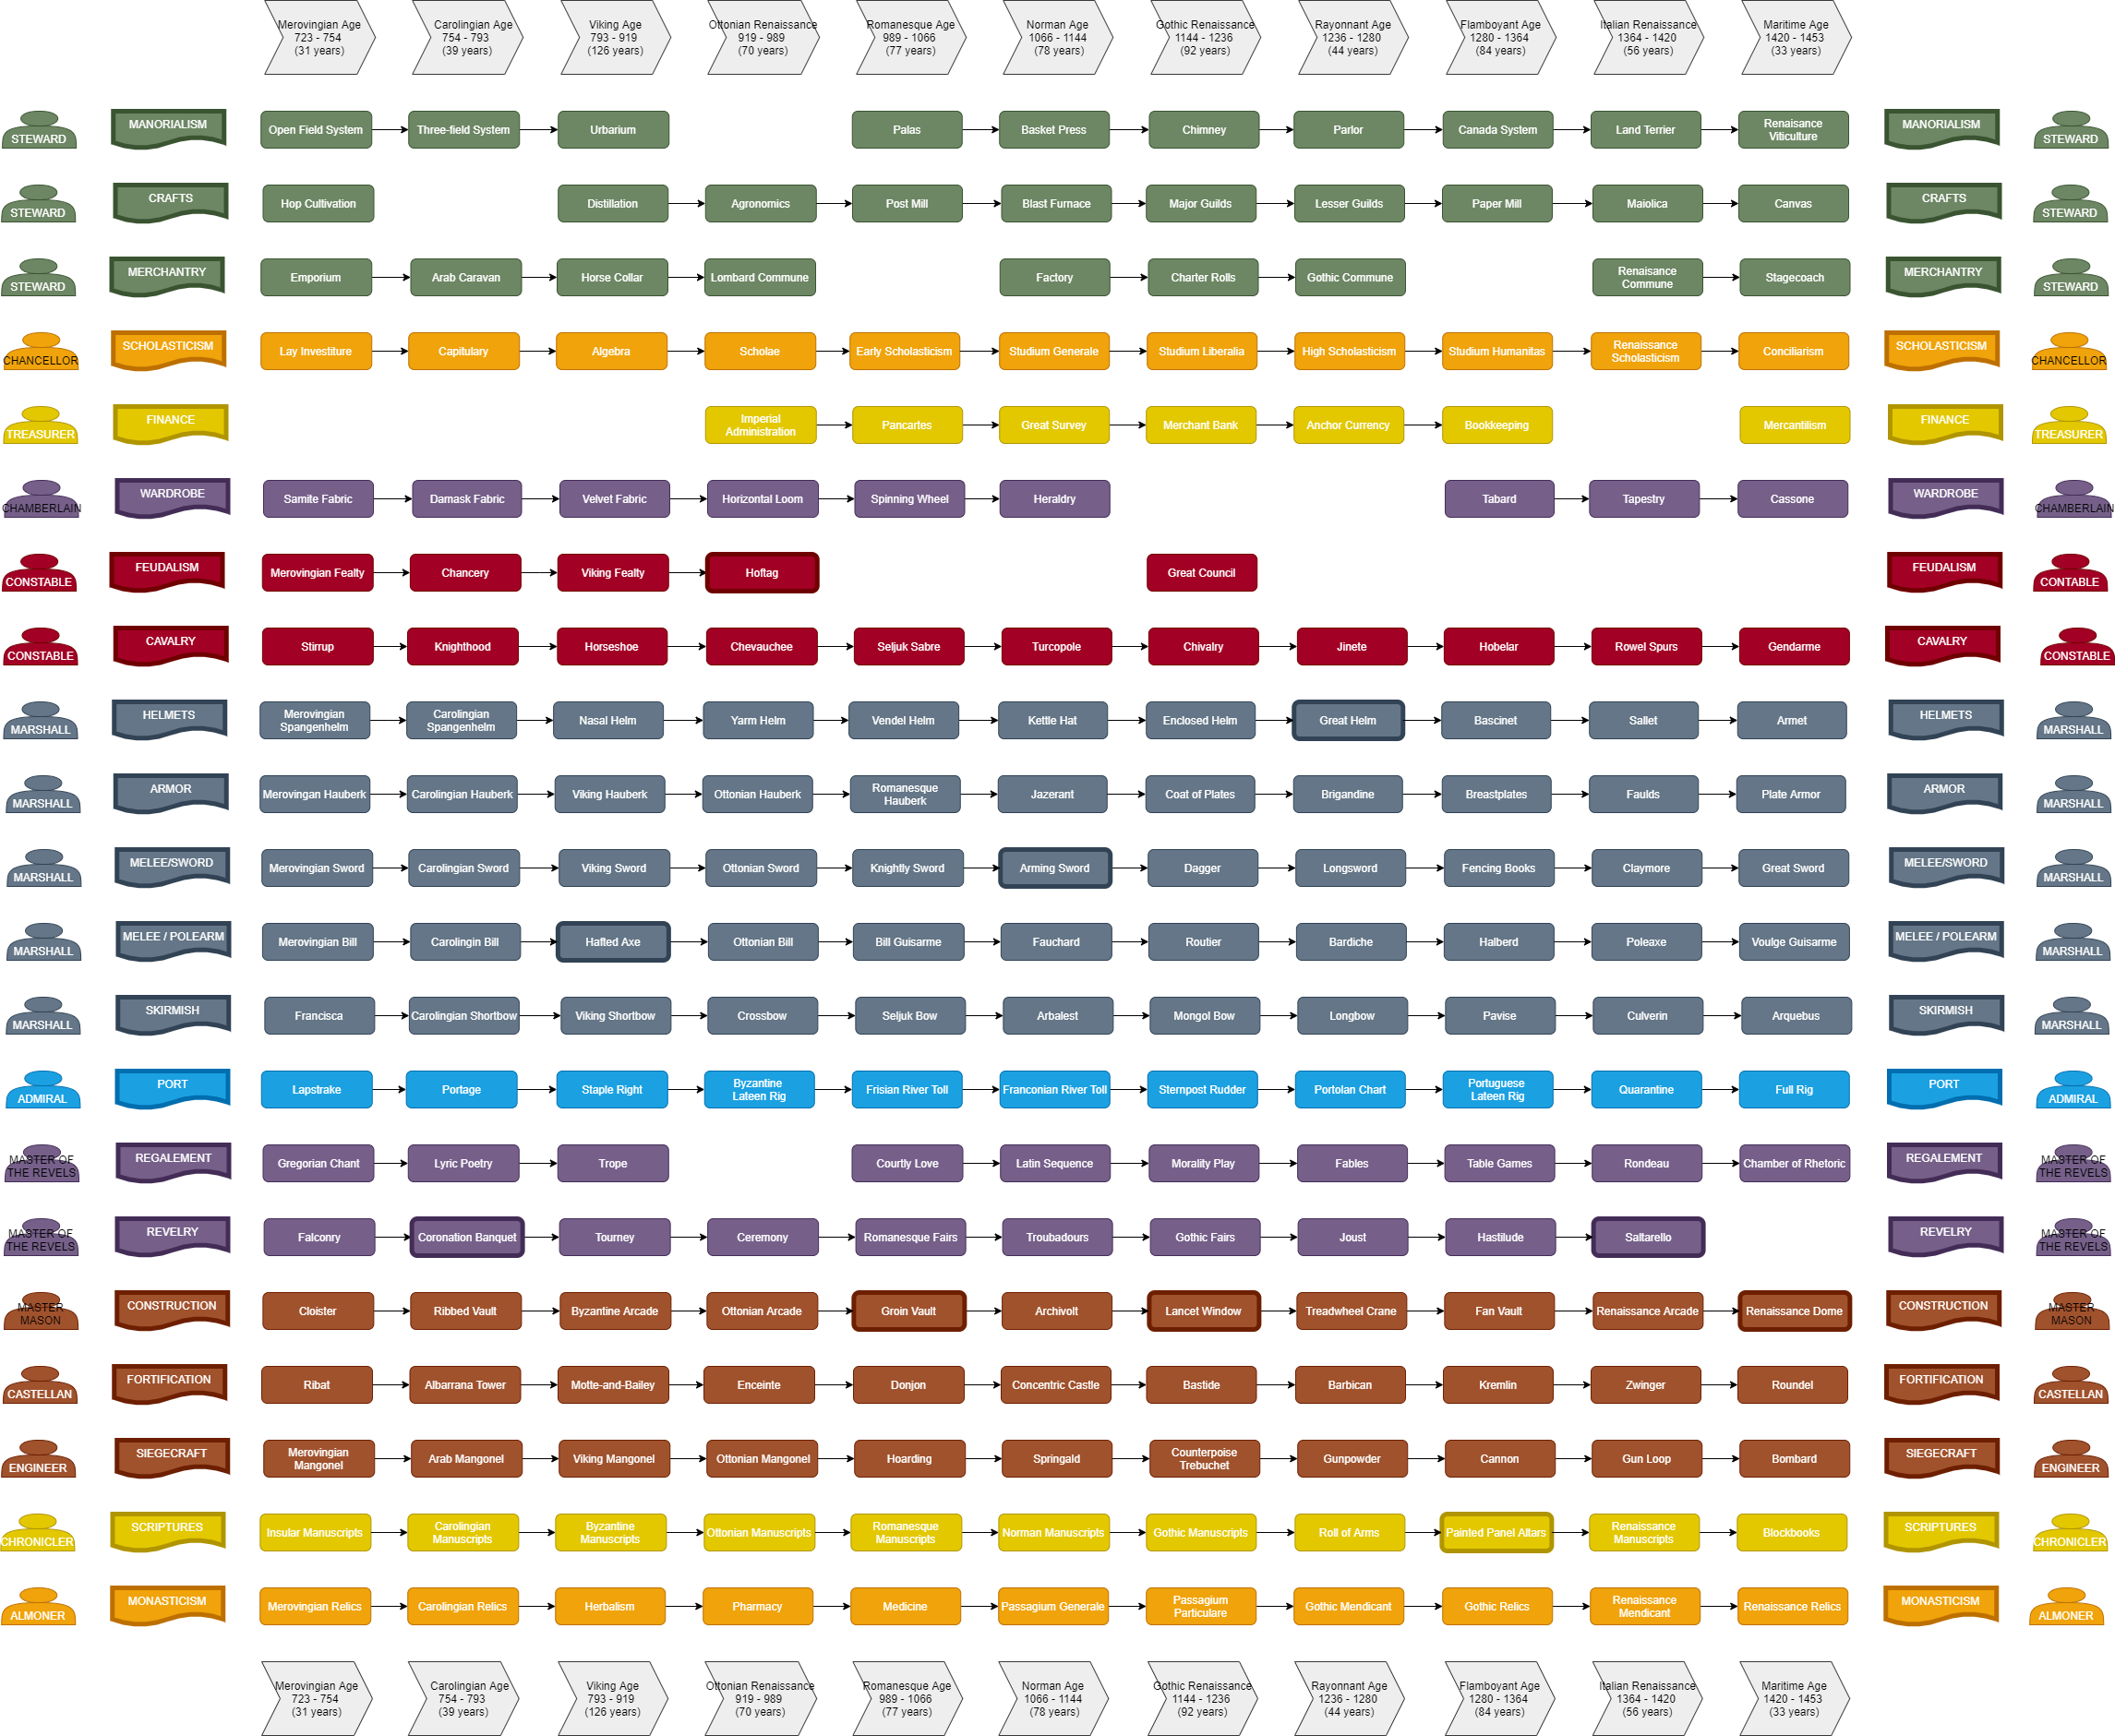 Merovingian Age
723 - 754
(31 years)
Carolingian Age
754 - 793
(39 years)
Viking Age
793 - 919
(126 years)
Ottonian Renaissance
919 - 989
(70 years)
Romanesque Age
989 - 1066
(77 years)
Norman Age
1066 - 1144
(78 years)
Gothic Renaissance
1144 - 1236
(92 years)
Rayonnant Age
1236 - 1280
(44 years)
Flamboyant Age
1280 - 1364
(84 years)
Italian Renaissance
1364 - 1420
(56 years)
Maritime Age
1420 - 1453
(33 years)
STEWARD
MANORIALISM
Open Field System
Three-field System
Urbarium
Palas
Basket Press
Chimney
Parlor
Canada System
Land Terrier
Renaisance
Viticulture
MANORIALISM
STEWARD
STEWARD
CRAFTS
Hop Cultivation
Distillation
Agronomics
Post Mill
Blast Furnace
Major Guilds
Lesser Guilds
Paper Mill
Maiolica
Canvas
CRAFTS
STEWARD
STEWARD
MERCHANTRY
Emporium
Arab Caravan
Horse Collar
Lombard Commune
Factory
Charter Rolls
Gothic Commune
Renaisance
Commune
Stagecoach
MERCHANTRY
STEWARD
CHANCELLOR
SCHOLASTICISM
Lay Investiture
Capitulary
Algebra
Scholae
Early Scholasticism
Studium Generale
Studium Liberalia
High Scholasticism
Studium Humanitas
Renaissance
Scholasticism
Conciliarism
SCHOLASTICISM
CHANCELLOR
TREASURER
FINANCE
Imperial
Administration
Pancartes
Great Survey
Merchant Bank
Anchor Currency
Bookkeeping
Mercantilism
FINANCE
TREASURER
CHAMBERLAIN
WARDROBE
Samite Fabric
Damask Fabric
Velvet Fabric
Horizontal Loom
Spinning Wheel
Heraldry
Tabard
Tapestry
Cassone
WARDROBE
CHAMBERLAIN
CONSTABLE
FEUDALISM
Merovingian Fealty
Chancery
Viking Fealty
Hoftag
Great Council
FEUDALISM
CONTABLE
CONSTABLE
CAVALRY
Stirrup
Knighthood
Horseshoe
Chevauchee
Seljuk Sabre
Turcopole
Chivalry
Jinete
Hobelar
Rowel Spurs
Gendarme
CAVALRY
CONSTABLE
MARSHALL
HELMETS
Merovingian
Spangenhelm
Carolingian
Spangenhelm
Nasal Helm
Yarm Helm
Vendel Helm
Kettle Hat
Enclosed Helm
Great Helm
Bascinet
Sallet
Armet
HELMETS
MARSHALL
MARSHALL
ARMOR
Merovingan Hauberk
Carolingian Hauberk
Viking Hauberk
Ottonian Hauberk
Romanesque
Hauberk
Jazerant
Coat of Plates
Brigandine
Breastplates
Faulds
Plate Armor
ARMOR
MARSHALL
MARSHALL
MELEE/SWORD
Merovingian Sword
Carolingian Sword
Viking Sword
Ottonian Sword
Knightly Sword
Arming Sword
Dagger
Longsword
Fencing Books
Claymore
Great Sword
MELEE/SWORD
MARSHALL
MARSHALL
MELEE / POLEARM
Merovingian Bill
Carolingin Bill
Hafted Axe
Ottonian Bill
Bill Guisarme
Fauchard
Routier
Bardiche
Halberd
Poleaxe
Voulge Guisarme
MELEE / POLEARM
MARSHALL
MARSHALL
SKIRMISH
Francisca
Carolingian Shortbow
Viking Shortbow
Crossbow
Seljuk Bow
Arbalest
Mongol Bow
Longbow
Pavise
Culverin
Arquebus
SKIRMISH
MARSHALL
ADMIRAL
PORT
Lapstrake
Portage
Staple Right
Byzantine
Lateen Rig
Frisian River Toll
Franconian River Toll
Sternpost Rudder
Portolan Chart
Portuguese
Lateen Rig
Quarantine
Full Rig
PORT
ADMIRAL
MASTER OF
THE REVELS
REGALEMENT
Gregorian Chant
Lyric Poetry
Trope
Courtly Love
Latin Sequence
Morality Play
Fables
Table Games
Rondeau
Chamber of Rhetoric
REGALEMENT
MASTER OF
THE REVELS
MASTER OF
THE REVELS
REVELRY
Falconry
Coronation Banquet
Tourney
Ceremony
Romanesque Fairs
Troubadours
Gothic Fairs
Joust
Hastilude
Saltarello
REVELRY
MASTER OF
THE REVELS
MASTER
MASON
CONSTRUCTION
Cloister
Ribbed Vault
Byzantine Arcade
Ottonian Arcade
Groin Vault
Archivolt
Lancet Window
Treadwheel Crane
Fan Vault
Renaissance Arcade
Renaissance Dome
CONSTRUCTION
MASTER
MASON
CASTELLAN
FORTIFICATION
Ribat
Albarrana Tower
Motte-and-Bailey
Enceinte
Donjon
Concentric Castle
Bastide
Barbican
Kremlin
Zwinger
Roundel
FORTIFICATION
CASTELLAN
ENGINEER
SIEGECRAFT
Merovingian
Mangonel
Arab Mangonel
Viking Mangonel
Ottonian Mangonel
Hoarding
Springald
Counterpoise
Trebuchet
Gunpowder
Cannon
Gun Loop
Bombard
SIEGECRAFT
ENGINEER
CHRONICLER
SCRIPTURES
Insular Manuscripts
Carolingian
Manuscripts
Byzantine
Manuscripts
Ottonian Manuscripts
Romanesque
Manuscripts
Norman Manuscripts
Gothic Manuscripts
Roll of Arms
Painted Panel Altars
Renaissance
Manuscripts
Blockbooks
SCRIPTURES
CHRONICLER
ALMONER
MONASTICISM
Merovingian Relics
Carolingian Relics
Herbalism
Pharmacy
Medicine
Passagium Generale
Passagium
Particulare
Gothic Mendicant
Gothic Relics
Renaissance
Mendicant
Renaissance Relics
MONASTICISM
ALMONER
Merovingian Age
723 - 754
(31 years)
Carolingian Age
754 - 793
(39 years)
Viking Age
793 - 919
(126 years)
Ottonian Renaissance
919 - 989
(70 years)
Romanesque Age
989 - 1066
(77 years)
Norman Age
1066 - 1144
(78 years)
Gothic Renaissance
1144 - 1236
(92 years)
Rayonnant Age
1236 - 1280
(44 years)
Flamboyant Age
1280 - 1364
(84 years)
Italian Renaissance
1364 - 1420
(56 years)
Maritime Age
1420 - 1453
(33 years)